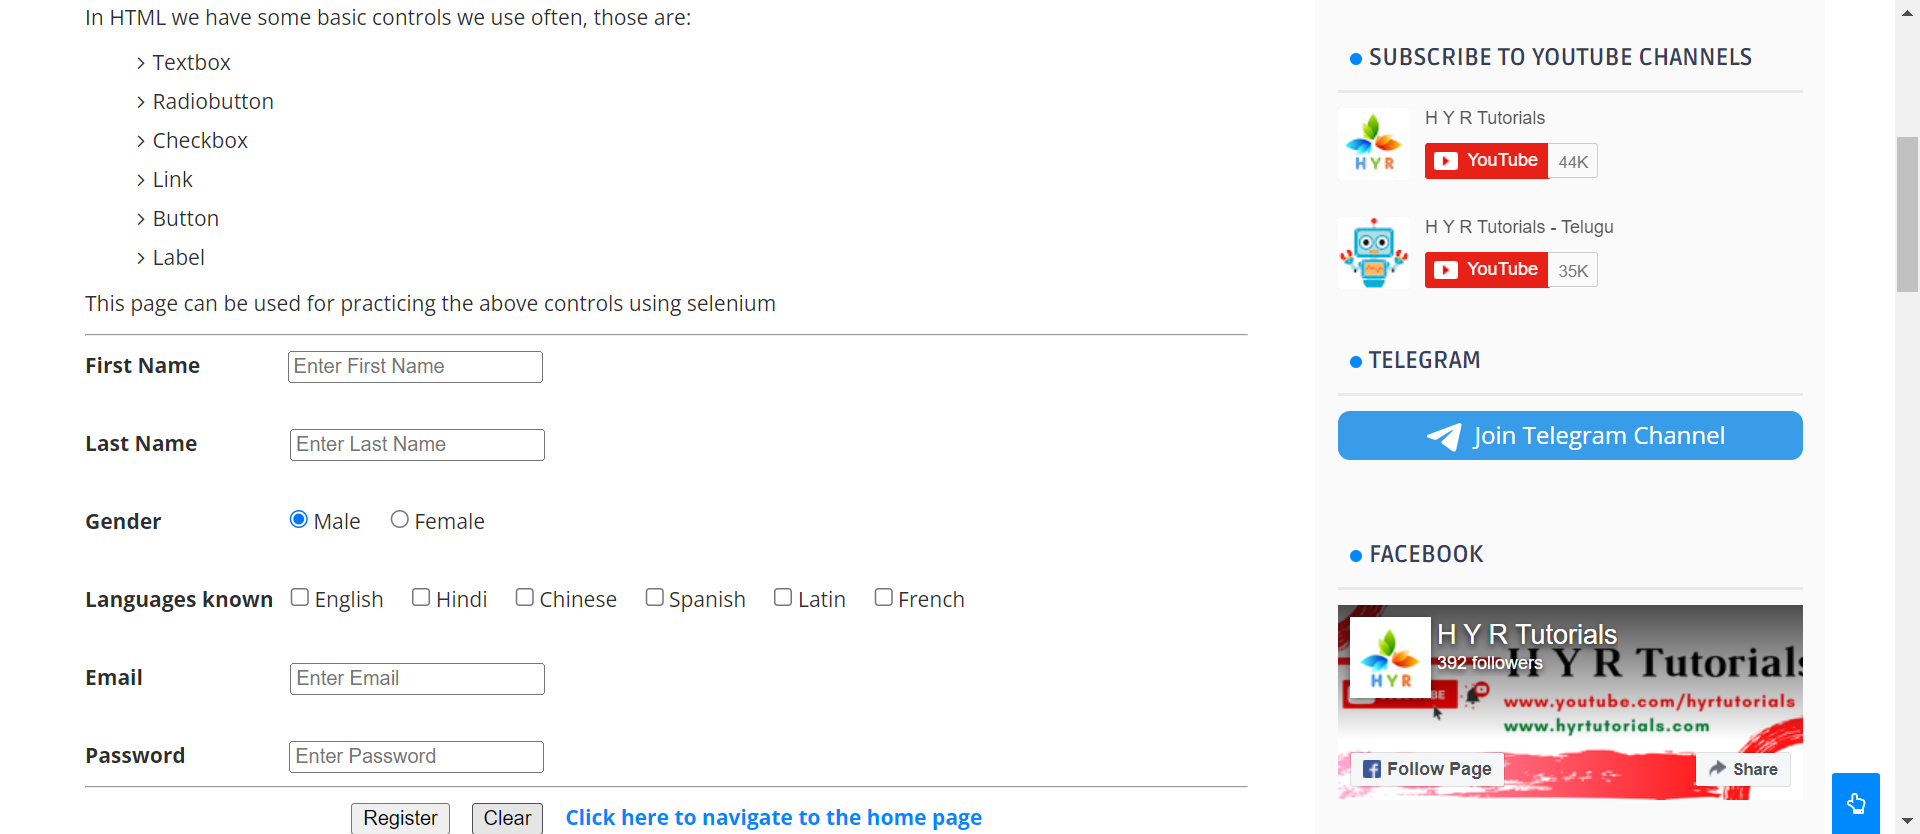 In HTML we have some basic controls we use often, those are:
Textbox
Radiobutton
Checkbox
Link
Button
Label
This page can be used for practicing the above controls using selenium
First Name Enter First Name
Last Name Enter Last Name
Gender Male Female
Languages known English Hindi Chinese Spanish Latin French
Email Enter Email
Password Enter Password
Register Clear Click here to navigate to the home page
SUBSCRIBE TO YOUTUBE CHANNELS
H Y R Tutorials
HYR
YouTube 44K
H Y R Tutorials - Telugu
YouTube 35K
TELEGRAM
Join Telegram Channel
FACEBOOK
H Y R Tutorials
392 followers
H Y R Tutorials
HYR
www.youtube.com/hyrtutorials
www.hyrtutorials.com
Follow Page Share